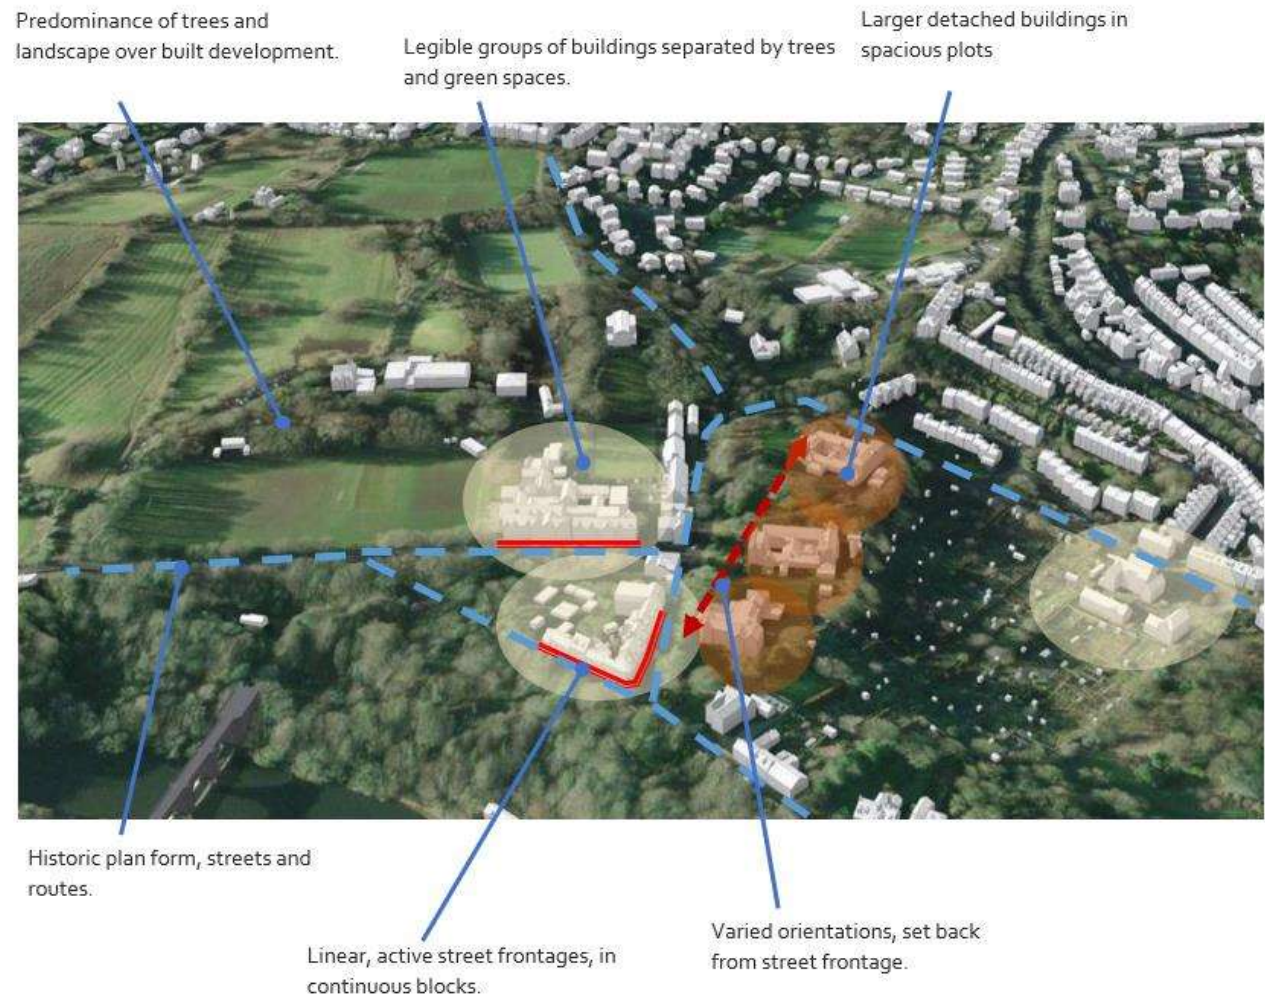 Predominance of trees and
landscape over built development.
Legible groups of buildings separated by trees
and green spaces.
Larger detached buildings in
spacious plots
Historic plan form, streets and
routes.
Linear, active street frontages, in
continuous blocks.
Varied orientations, set back
from street frontage.